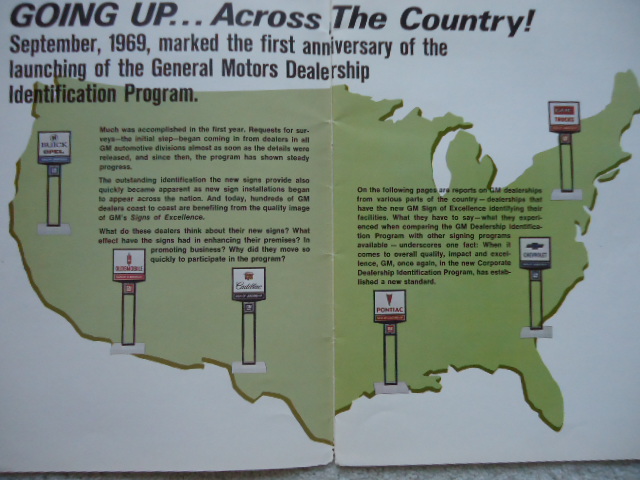 GOING UP... Across The Country!
September, 1969, marked the first anniversary of the
launching of the General Motors Dealership
Identification Program.
Much was accomplished in the first year. Requests for sur-
veys—the initial step—began coming in from dealers in all
GM automotive divisions almost as soon as the details were
released, and since then, the program has shown steady
progress.
The outstanding identification the new signs provide also
quickly became apparent as new sign installations began
to appear across the nation. And today, hundreds of GM
dealers coast to coast are benefiting from the quality image
of GM's Signs of Excellence.
What do these dealers think about their new signs? What
effect have the signs had in enhancing their premises? In
promoting business? Why did they move so
quickly to participate in the program?
On the following pages are reports on GM dealerships
from various parts of the country — dealerships that
have the new GM Sign of Excellence identifying their
facilities. What they have to say — what they experi-
enced when comparing the GM Dealership Identifica-
tion Program with other signing programs
available — underscores one fact: When it
comes to overall quality, impact and excel-
lence, GM, once again, in the new Corporate
Dealership Identification Program, has estab-
lished a new standard.
BUICK
OPEL
OLDSMOBILE
Cadillac
PONTIAC
CHEVROLET
GMC
TRUCKS